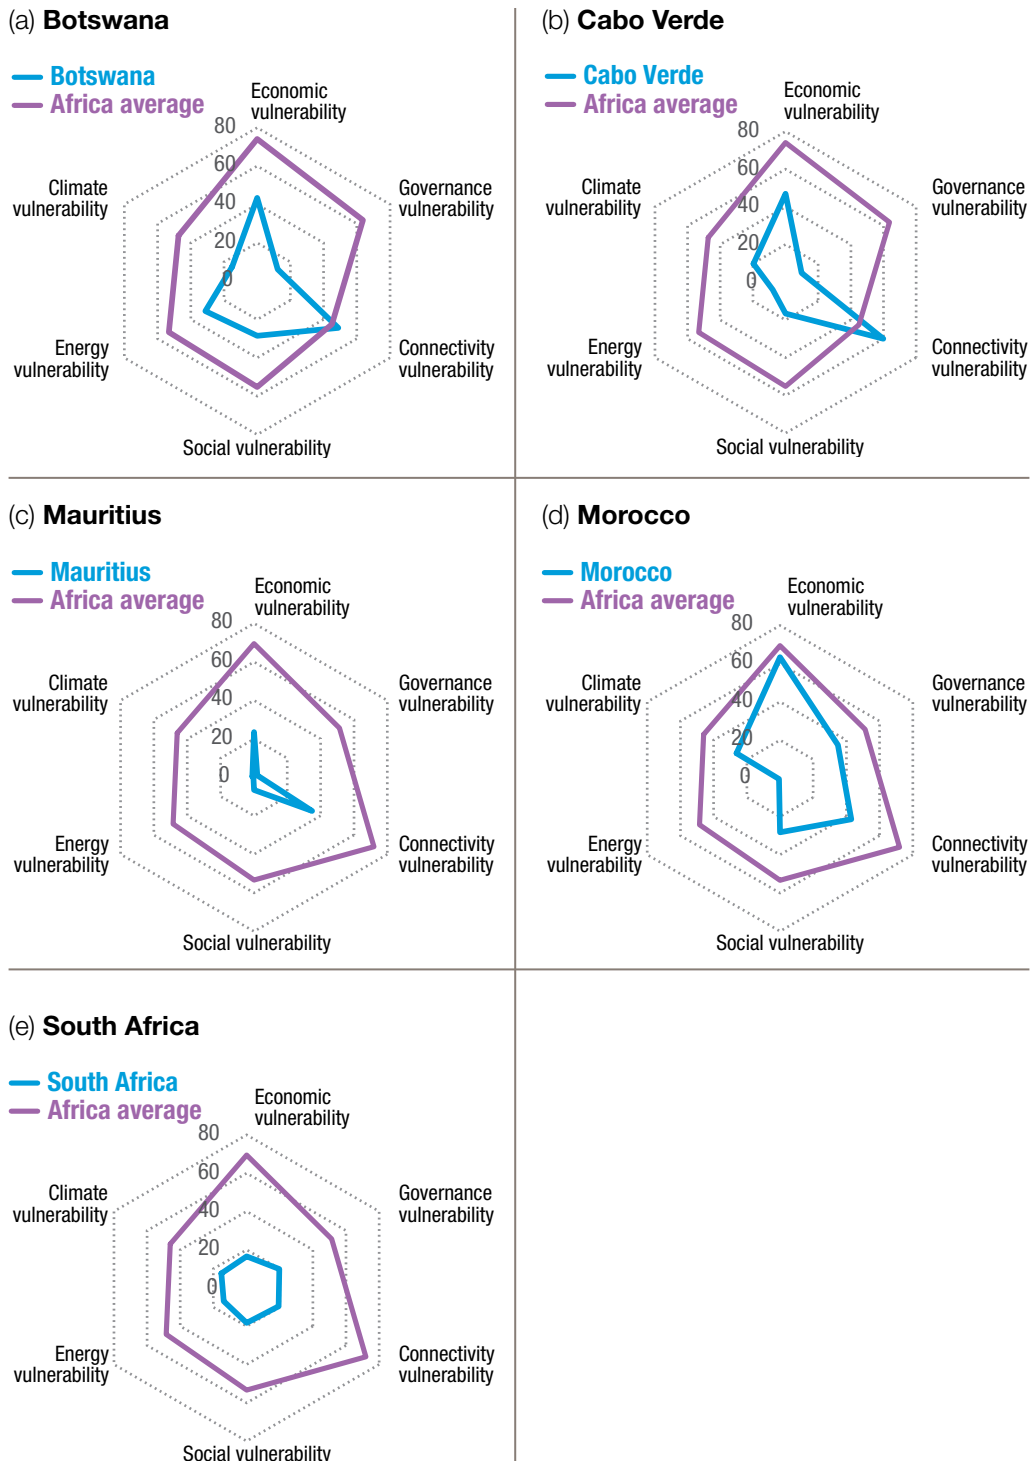 (a) Botswana
Botswana
Africa average
Economic
vulnerability
80
60
40
20
0
Climate
vulnerability
Governance
vulnerability
Energy
vulnerability
Connectivity
vulnerability
Social vulnerability
(b) Cabo Verde
Cabo Verde
Africa average
Economic
vulnerability
80
60
40
20
0
Climate
vulnerability
Governance
vulnerability
Energy
vulnerability
Connectivity
vulnerability
Social vulnerability
(c) Mauritius
Mauritius
Africa average
Economic
vulnerability
80
60
40
20
0
Climate
vulnerability
Governance
vulnerability
Energy
vulnerability
Connectivity
vulnerability
Social vulnerability
(d) Morocco
Morocco
Africa average
Economic
vulnerability
80
60
40
20
0
Climate
vulnerability
Governance
vulnerability
Energy
vulnerability
Connectivity
vulnerability
Social vulnerability
(e) South Africa
South Africa
Africa average
Economic
vulnerability
80
60
40
20
0
Climate
vulnerability
Governance
vulnerability
Energy
vulnerability
Connectivity
vulnerability
Social vulnerability